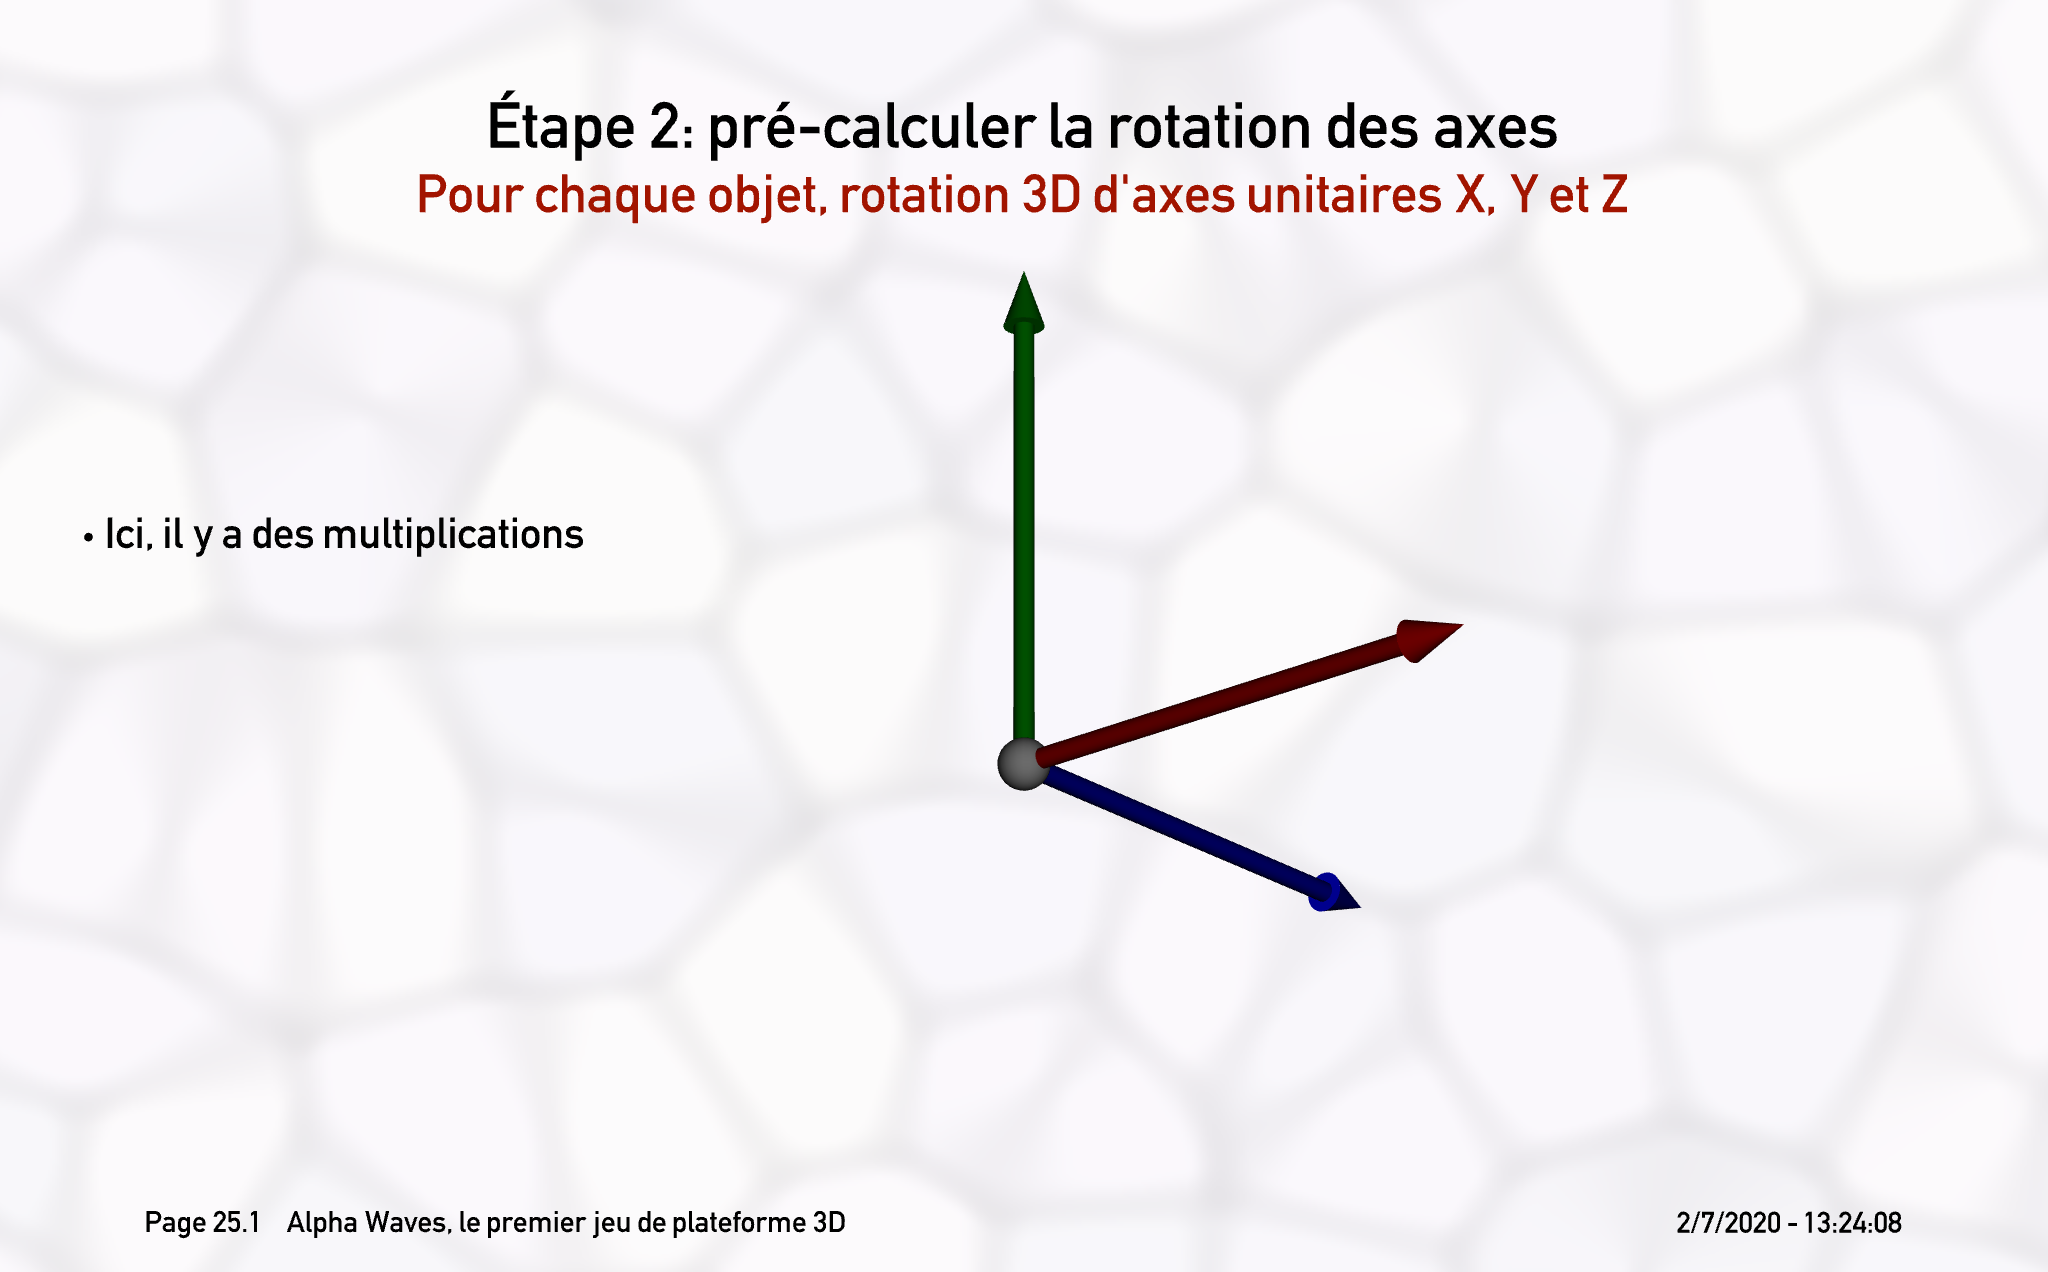 Étape 2: pré-calculer la rotation des axes
Pour chaque objet, rotation 3D d'axes unitaires X, Y et Z
• Ici, il y a des multiplications
Page 25.1 Alpha Waves, le premier jeu de plateforme 3D
2/7/2020 - 13:24:08